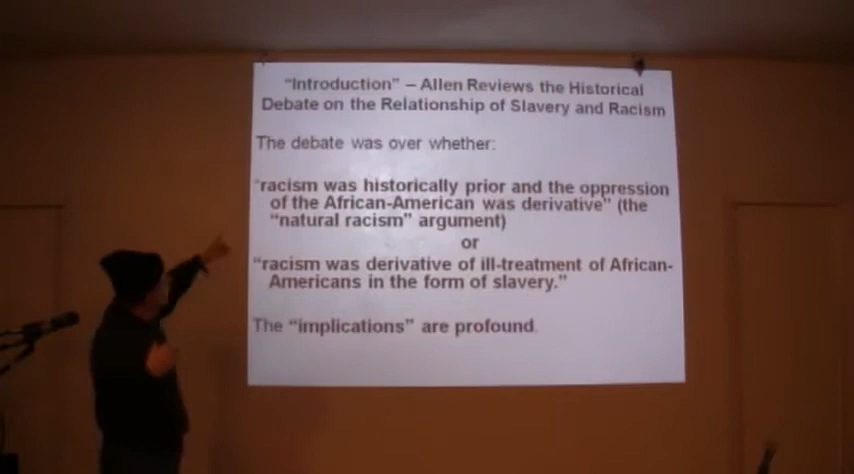 “Introduction” – Allen Reviews the Historical
Debate on the Relationship of Slavery and Racism
The debate was over whether:
“racism was historically prior and the oppression
of the African-American was derivative” (the
“natural racism” argument)
or
“racism was derivative of ill-treatment of African-
Americans in the form of slavery.”
The “implications” are profound.